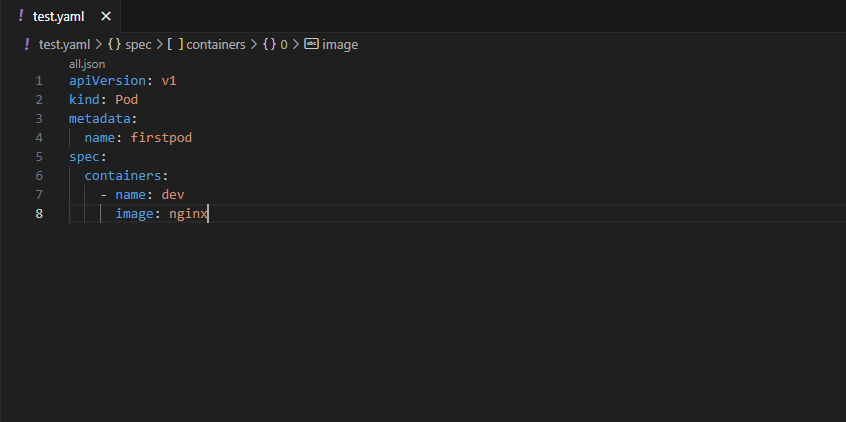 ! test.yaml ×
! test.yaml > {} spec > [ ] containers > {} 0 > abc image
all.json
1 apiVersion: v1
2 kind: Pod
3 metadata:
4   name: firstpod
5 spec:
6   containers:
7     - name: dev
8       image: nginx